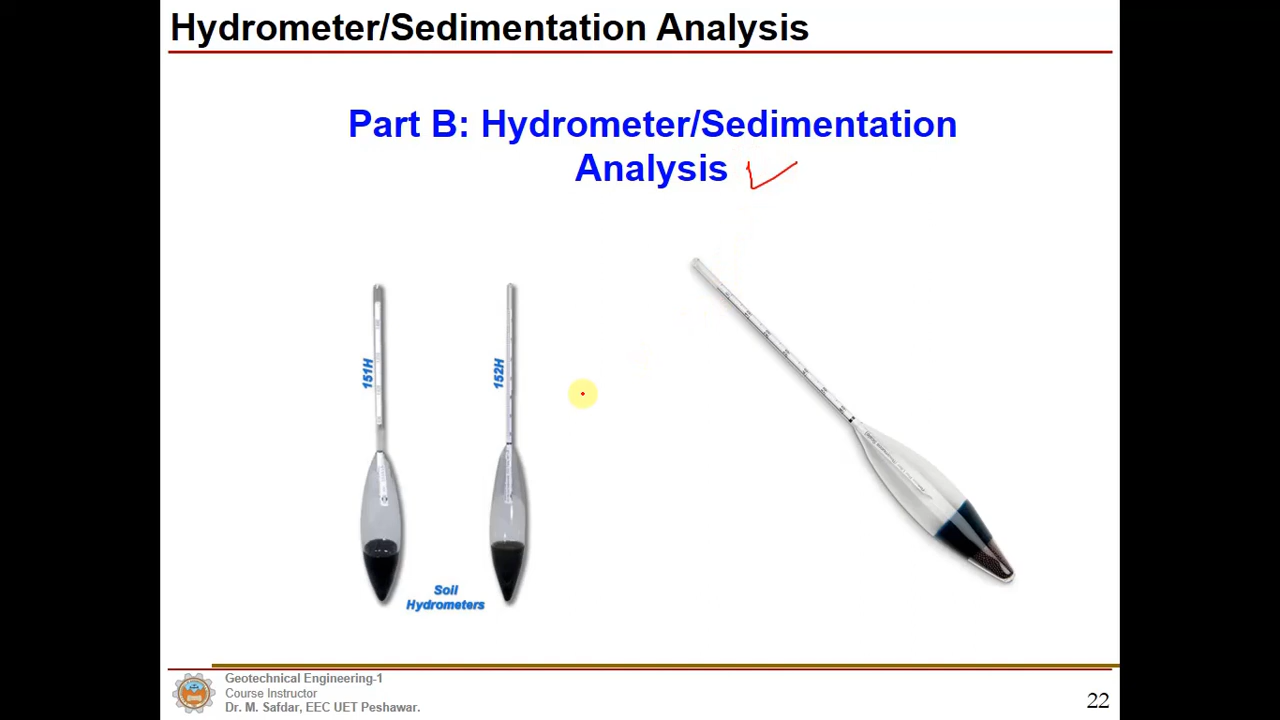 Hydrometer/Sedimentation Analysis
Part B: Hydrometer/Sedimentation
Analysis
151H
152H
Soil
Hydrometers
Geotechnical Engineering-1
Course Instructor
Dr. M. Safdar, EEC UET Peshawar.
22